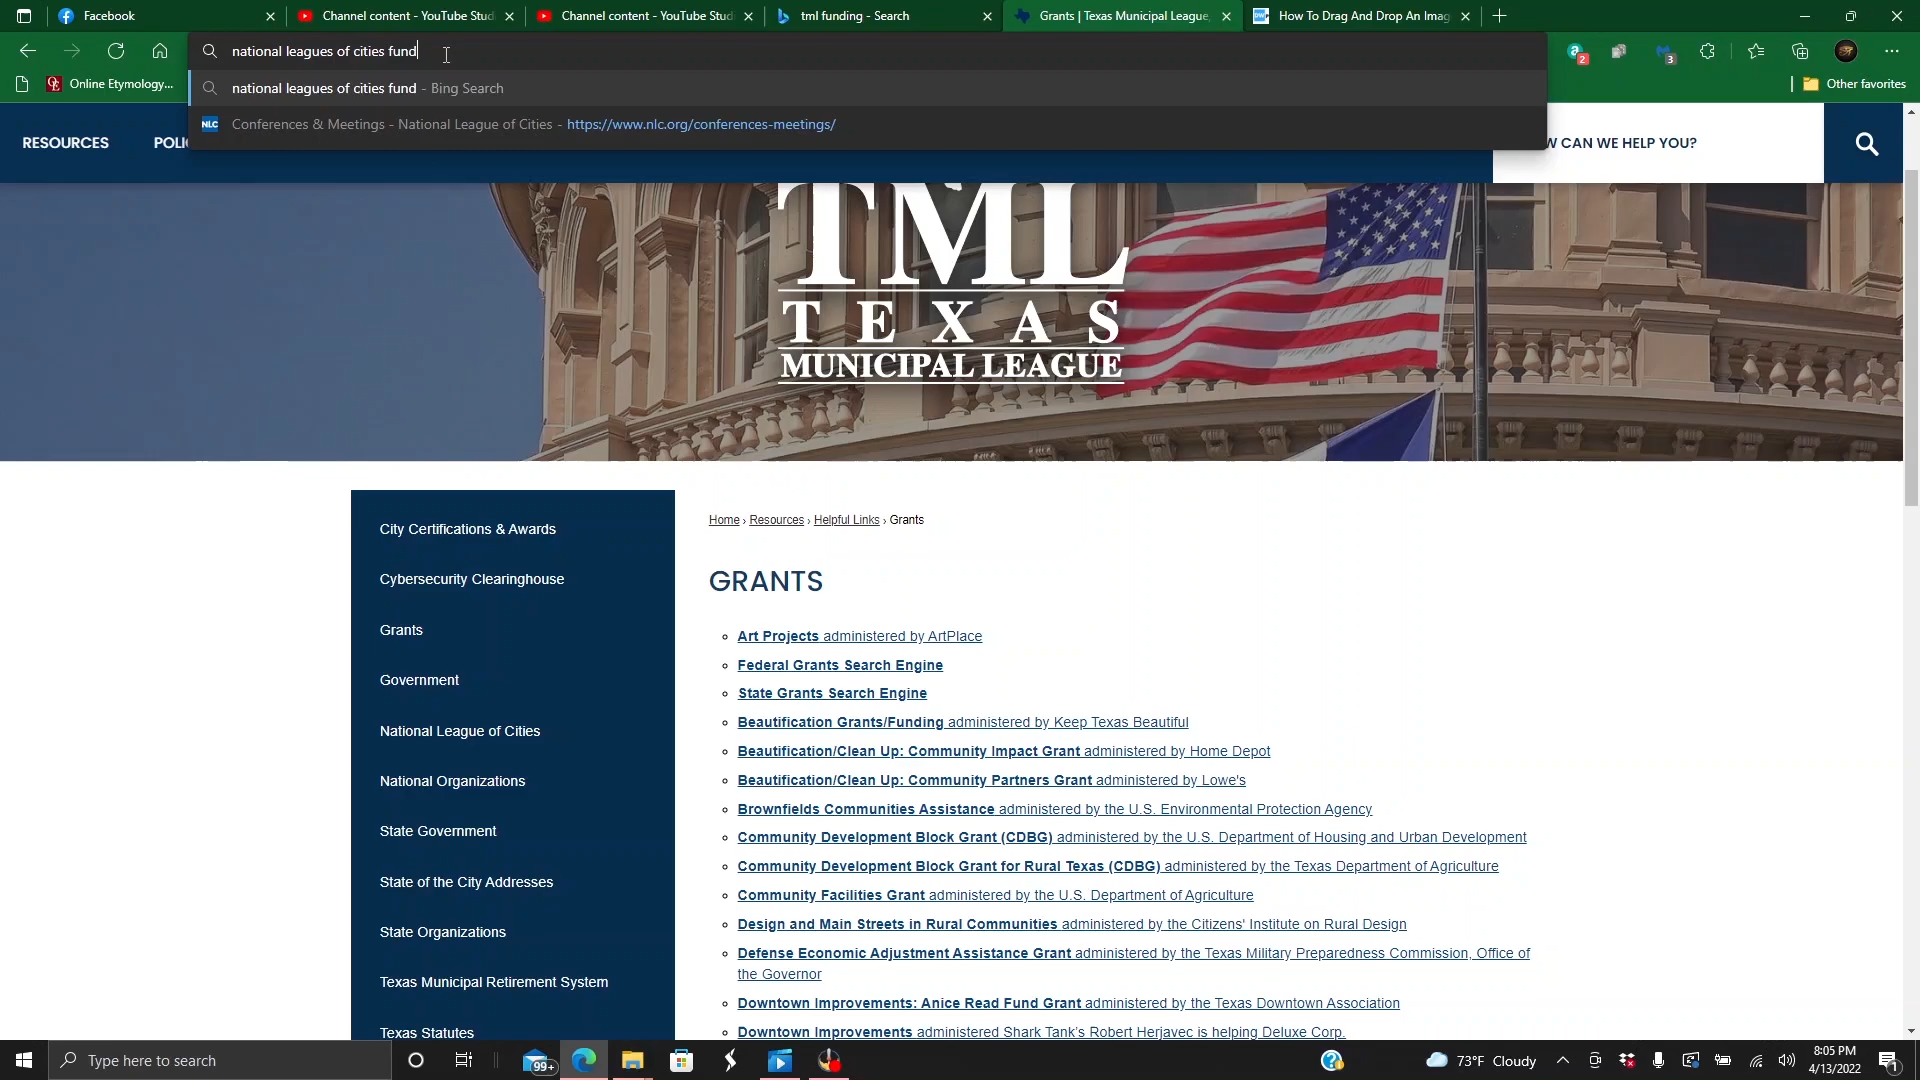 Facebook
Channel content - YouTube Stud
Channel content - YouTube Stud
tml funding - Search
Grants | Texas Municipal League,
How To Drag And Drop An Imag
national leagues of cities fund
2
3
Online Etymology...
Other favorites
national leagues of cities fund - Bing Search
NLC Conferences & Meetings - National League of Cities - https://www.nlc.org/conferences-meetings/
RESOURCES
POLI
W CAN WE HELP YOU?
TML
TEXAS
MUNICIPAL LEAGUE
City Certifications & Awards
Cybersecurity Clearinghouse
Grants
Government
National League of Cities
National Organizations
State Government
State of the City Addresses
State Organizations
Texas Municipal Retirement System
Texas Statutes
Home › Resources › Helpful Links › Grants
GRANTS
Art Projects administered by ArtPlace
Federal Grants Search Engine
State Grants Search Engine
Beautification Grants/Funding administered by Keep Texas Beautiful
Beautification/Clean Up: Community Impact Grant administered by Home Depot
Beautification/Clean Up: Community Partners Grant administered by Lowe's
Brownfields Communities Assistance administered by the U.S. Environmental Protection Agency
Community Development Block Grant (CDBG) administered by the U.S. Department of Housing and Urban Development
Community Development Block Grant for Rural Texas (CDBG) administered by the Texas Department of Agriculture
Community Facilities Grant administered by the U.S. Department of Agriculture
Design and Main Streets in Rural Communities administered by the Citizens' Institute on Rural Design
Defense Economic Adjustment Assistance Grant administered by the Texas Military Preparedness Commission, Office of
the Governor
Downtown Improvements: Anice Read Fund Grant administered by the Texas Downtown Association
Downtown Improvements administered Shark Tank's Robert Herjavec is helping Deluxe Corp.
Type here to search
99+
73°F Cloudy
8:05 PM
4/13/2022
1